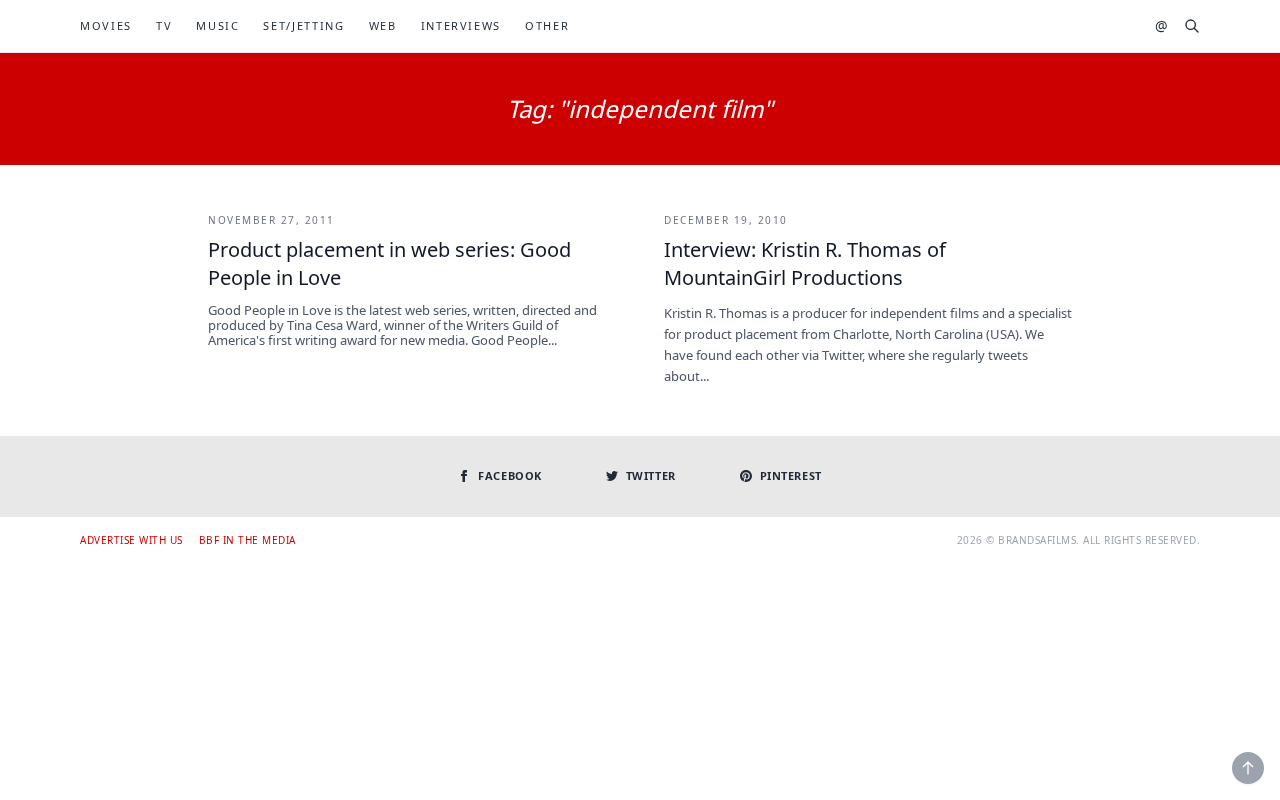 MOVIES TV MUSIC SET/JETTING WEB INTERVIEWS OTHER @
Tag: "independent film"
NOVEMBER 27, 2011
Product placement in web series: Good
People in Love
Good People in Love is the latest web series, written, directed and
produced by Tina Cesa Ward, winner of the Writers Guild of
America's first writing award for new media. Good People...
DECEMBER 19, 2010
Interview: Kristin R. Thomas of
MountainGirl Productions
Kristin R. Thomas is a producer for independent films and a specialist
for product placement from Charlotte, North Carolina (USA). We
have found each other via Twitter, where she regularly tweets
about...
FACEBOOK TWITTER PINTEREST
ADVERTISE WITH US BBF IN THE MEDIA 2026 © BRANDSAFILMS. ALL RIGHTS RESERVED.